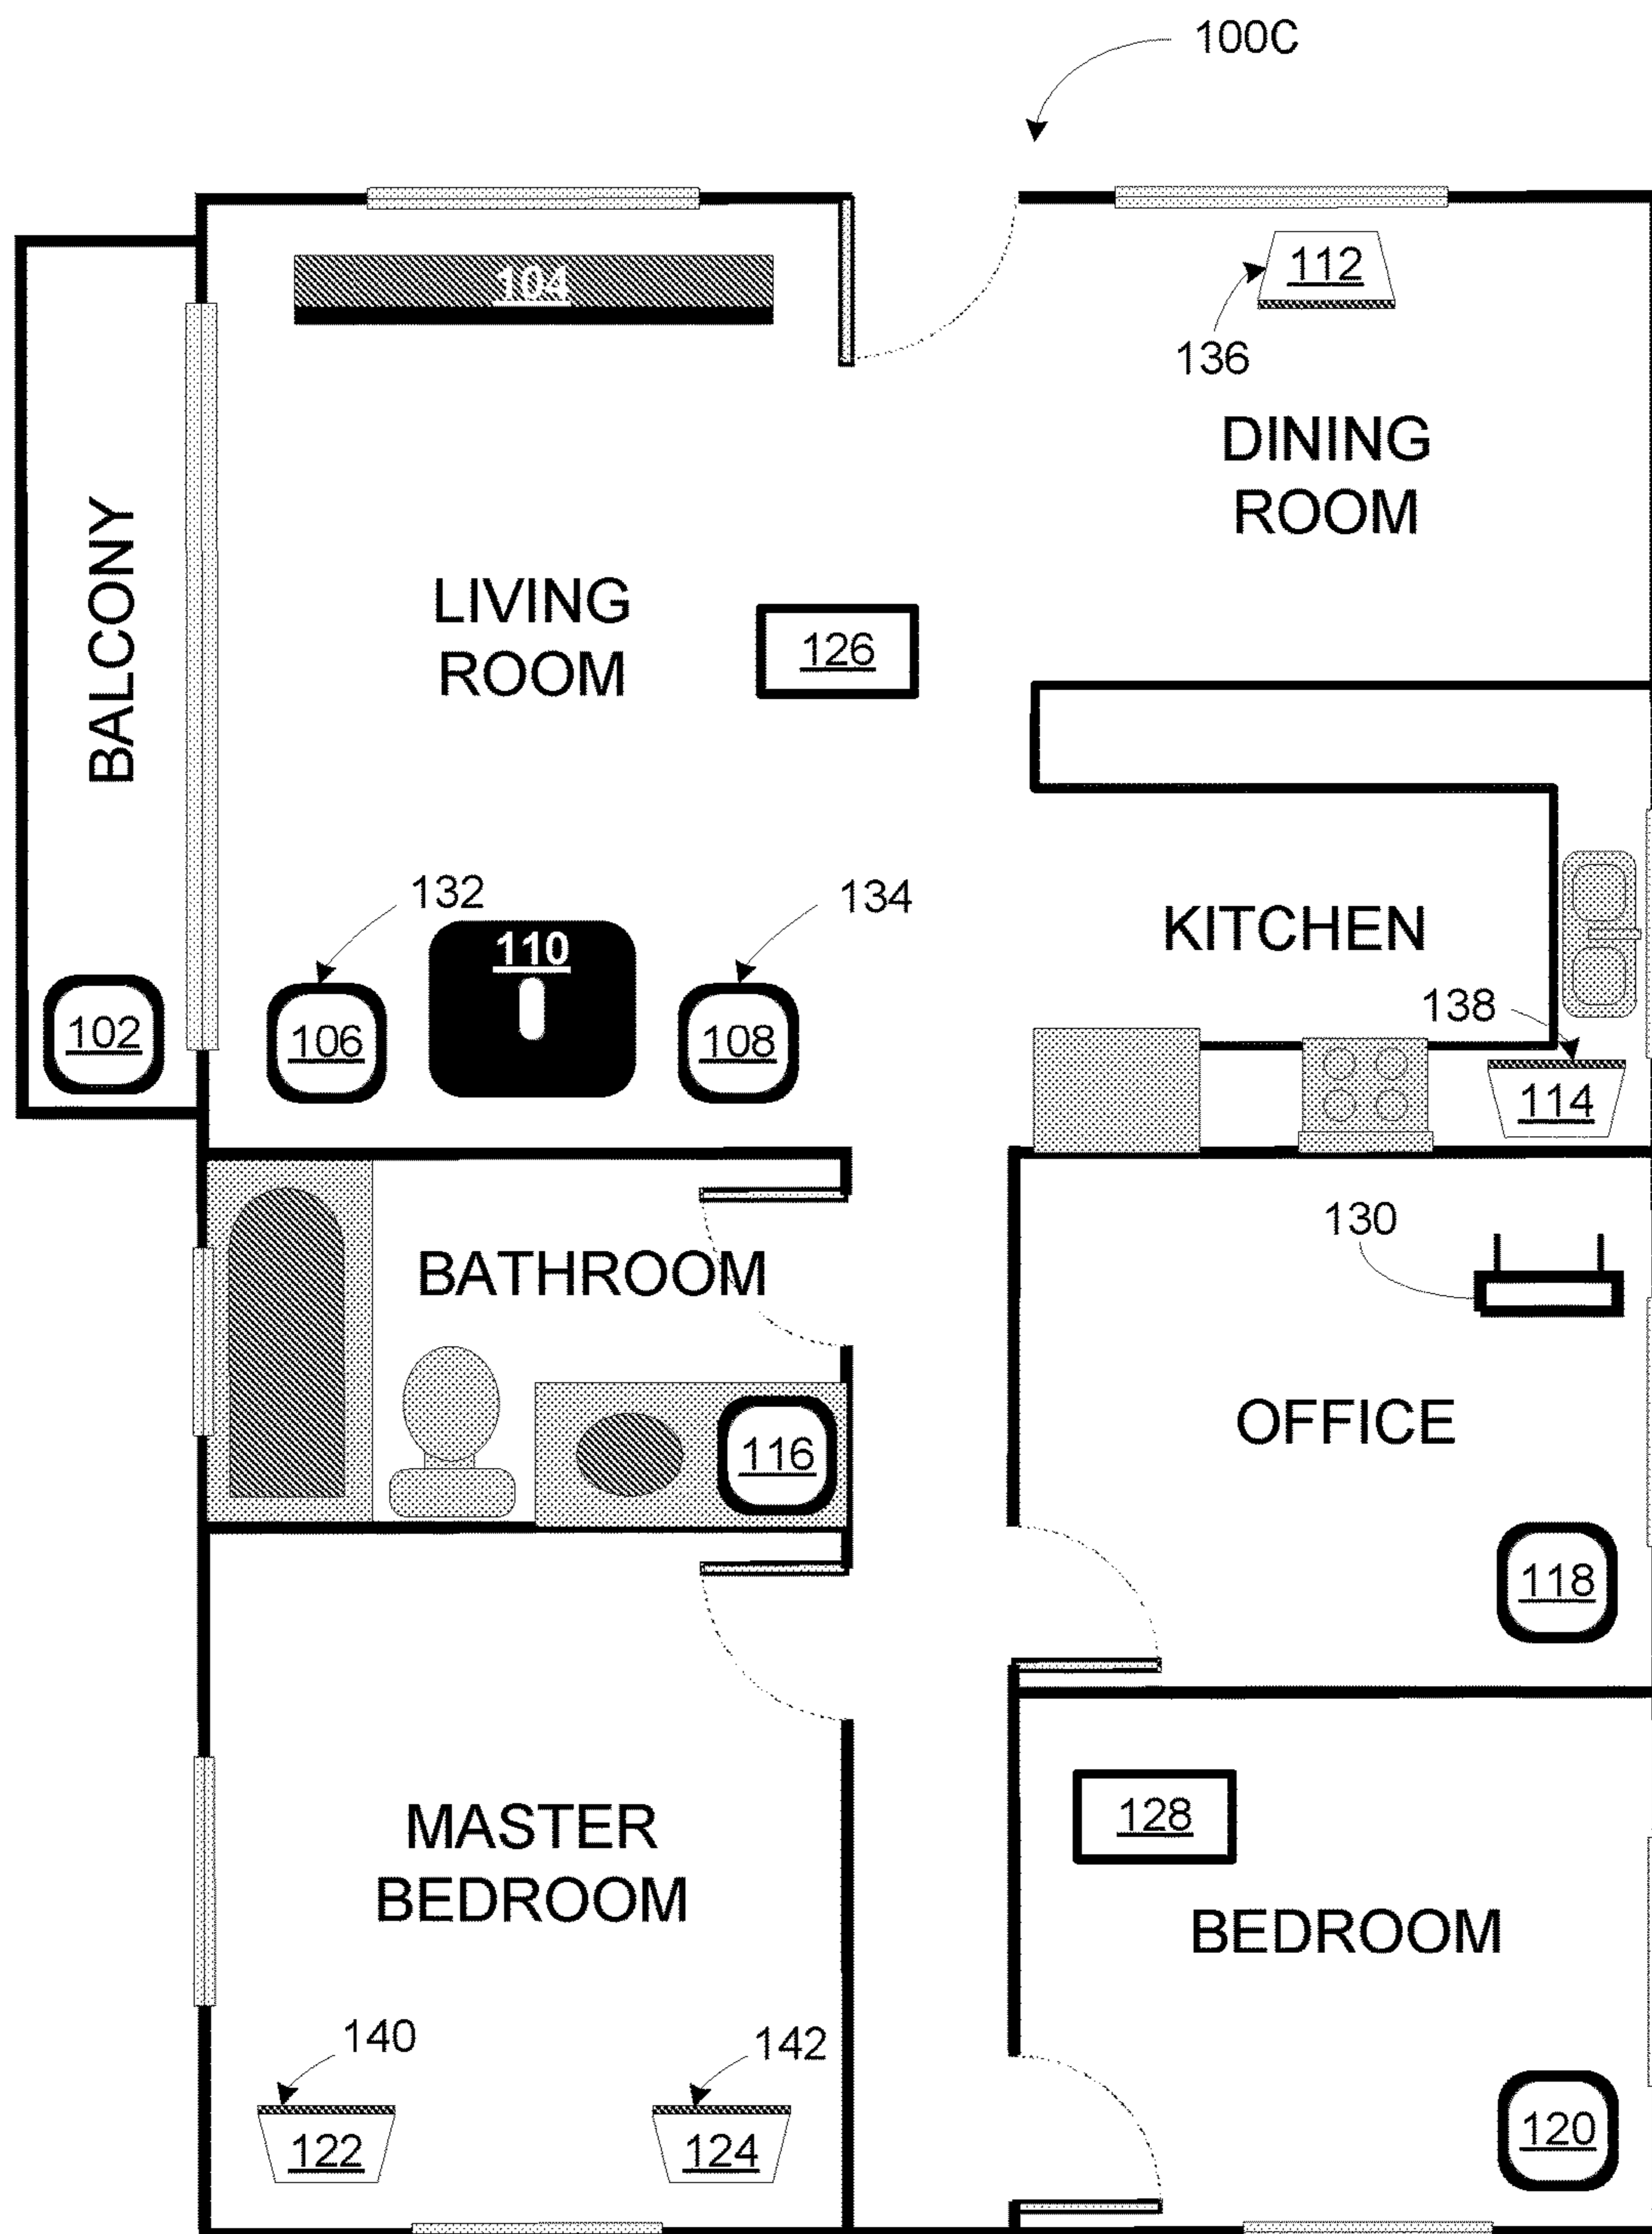 100C
104
112
136
DINING
ROOM
BALCONY
LIVING
ROOM
126
132
134
110
KITCHEN
138
102
106
108
114
130
BATHROOM
OFFICE
116
118
128
MASTER
BEDROOM
BEDROOM
140
142
122
124
120